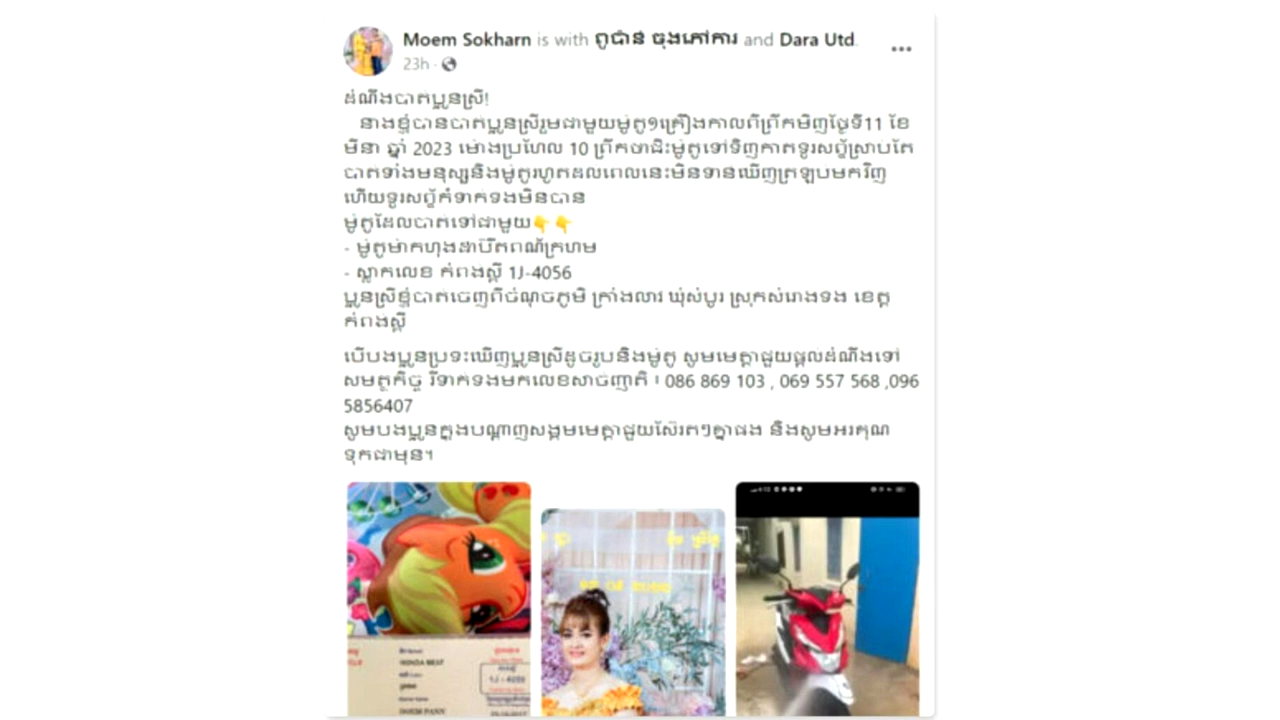 Moem Sokharn is with ពូជាន់ ចុងភៅការ and Dara Utd.
23h
ដំណឹងបាត់ប្អូនស្រី!
នាងខ្ញុំបានបាត់ប្អូនស្រីរួមជាមួយម៉ូតូ១គ្រឿងកាលពីព្រឹកមិញថ្ងៃទី11 ខែ
មីនា ឆ្នាំ 2023 ម៉ោងប្រហែល 10 ព្រឹកថាជិះម៉ូតូទៅទិញកាតទូរសព្ទ័ស្រាប់តែ
បាត់ទាំងមនុស្សនិងម៉ូតូរហូតដល់ពេលនេះមិនទាន់ឃើញត្រឡប់មកវិញ
ហើយទូរសព្ទ័កំទាក់ទងមិនបាន
ម៉ូតូដែលបាត់ទៅជាមួយ👇👇
- ម៉ូតូម៉ាកហុងដាប៊ីតពណ័ក្រហម
- ស្លាកលេខ កំពង់ស្ពឺ 1J-4056
ប្អូនស្រីខ្ញុំបាត់ចេញពីចំណុចភូមិ ក្រាំងលាវ ឃុំស់បូរ ស្រុកសំរោងទង ខេត្ត
កំពង់ស្ពឺ
បើបងប្អូនប្រទះឃើញប្អូនស្រីដូចរូបនិងម៉ូតូ សូមមេត្តាជួយផ្តល់ដំណឹងទៅ
សមត្ថកិច្ច រឺទាក់ទងមកលេខសាច់ញាតិ ៖ 086 869 103 , 069 557 568 ,096
5856407
សូមបងប្អូនក្នុងបណ្តាញសង្គមមេត្តាជួយស៊ែរតៗគ្នាផង និងសូមអរគុណ
ទុកជាមុន។
HONDA BEAT
1J - 4056